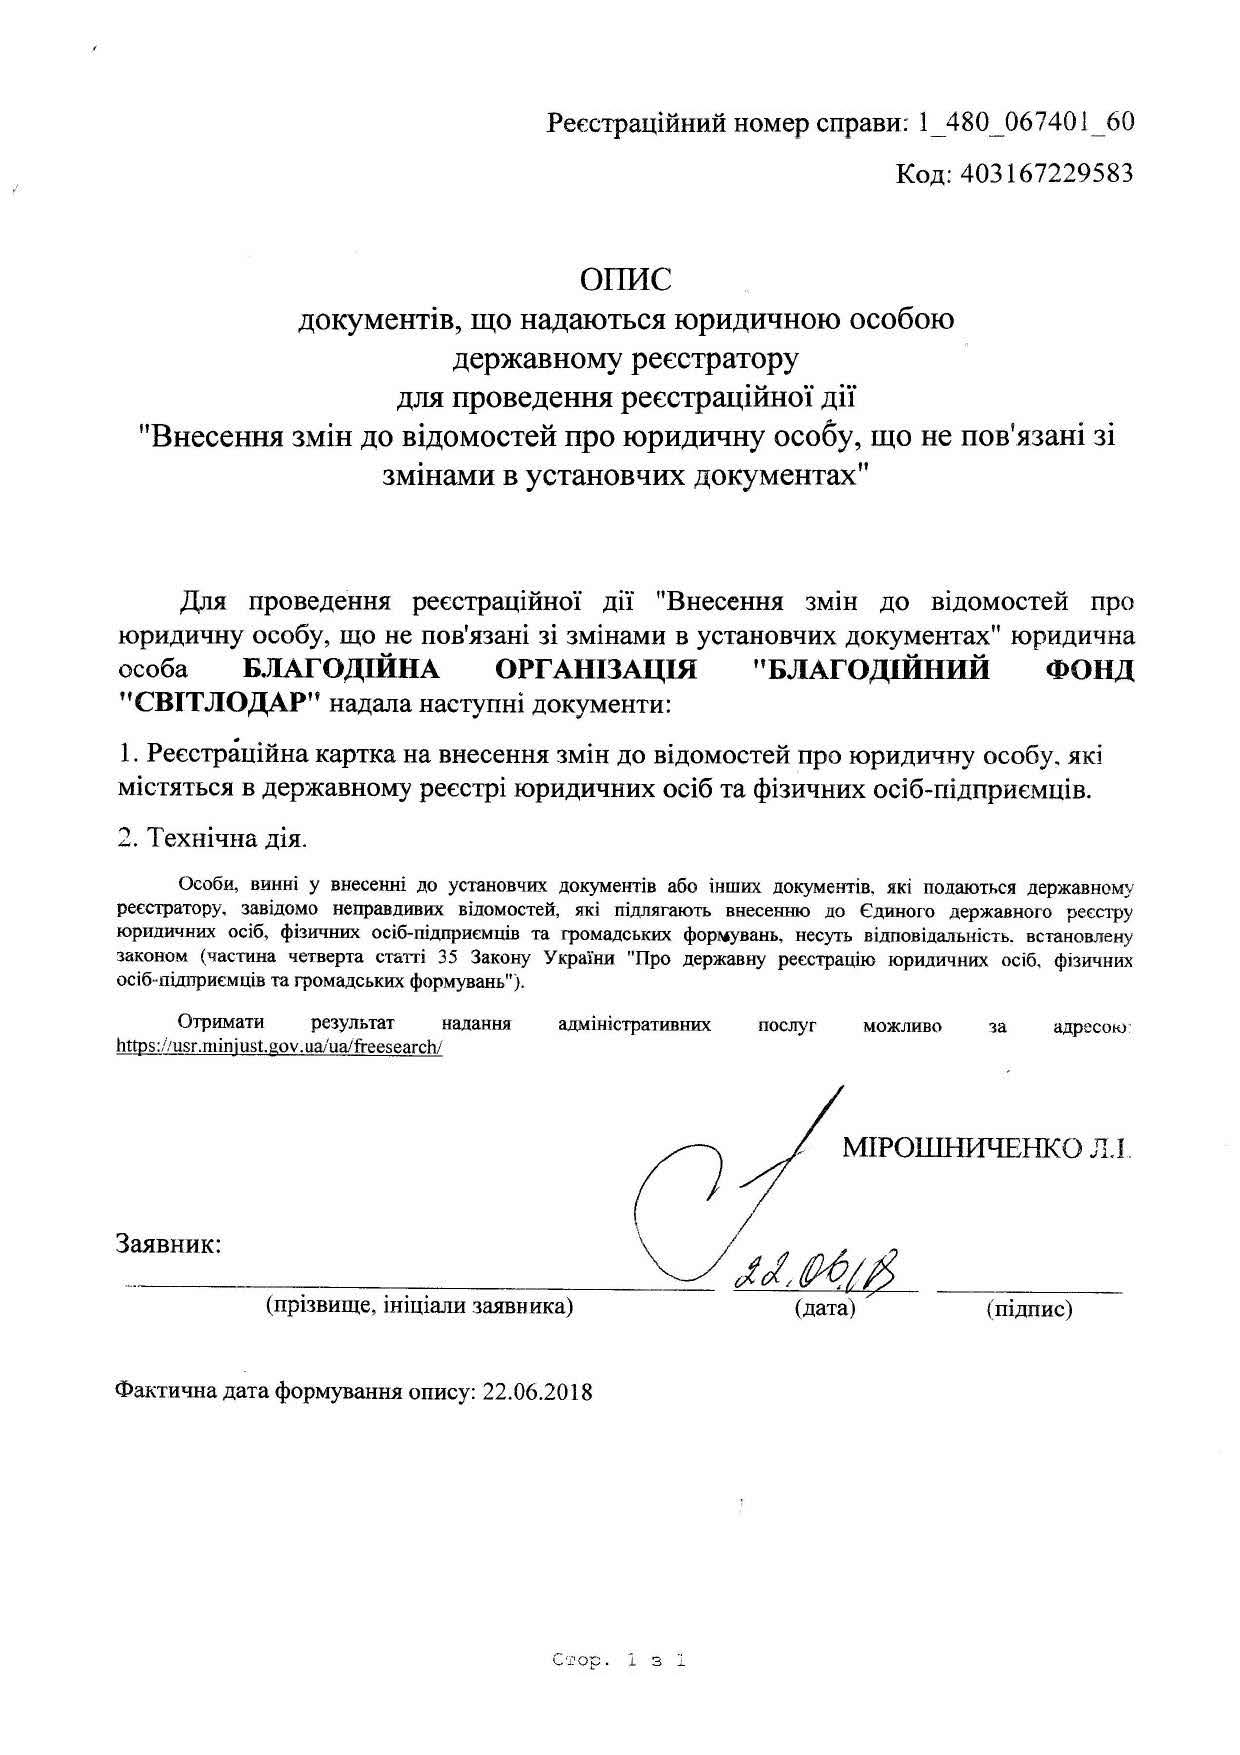 Реєстраційний номер справи: 1_480_067401_60
Код: 403167229583
ОПИС
документів, що надаються юридичною особою
державному реєстратору
для проведення реєстраційної дії
"Внесення змін до відомостей про юридичну особу, що не пов'язані зі
змінами в установчих документах"
Для проведення реєстраційної дії "Внесення змін до відомостей про
юридичну особу, що не пов'язані зі змінами в установчих документах" юридична
особа БЛАГОДІЙНА ОРГАНІЗАЦІЯ "БЛАГОДІЙНИЙ ФОНД
"СВІТЛОДАР" надала наступні документи:
1. Реєстраційна картка на внесення змін до відомостей про юридичну особу, які
містяться в державному реєстрі юридичних осіб та фізичних осіб-підприємців.
2. Технічна дія.
Особи, винні у внесенні до установчих документів або інших документів, які подаються державному
реєстратору, завідомо неправдивих відомостей, які підлягають внесенню до Єдиного державного реєстру
юридичних осіб, фізичних осіб-підприємців та громадських формувань, несуть відповідальність, встановлену
законом (частина четверта статті 35 Закону України "Про державну реєстрацію юридичних осіб, фізичних
осіб-підприємців та громадських формувань").
Отримати результат надання адміністративних послуг можливо за адресою:
https://usr.minjust.gov.ua/ua/freesearch/
МІРОШНИЧЕНКО Л.І.
Заявник:
22.06.18
(прізвище, ініціали заявника) (дата) (підпис)
Фактична дата формування опису: 22.06.2018
Стор. 1 з 1